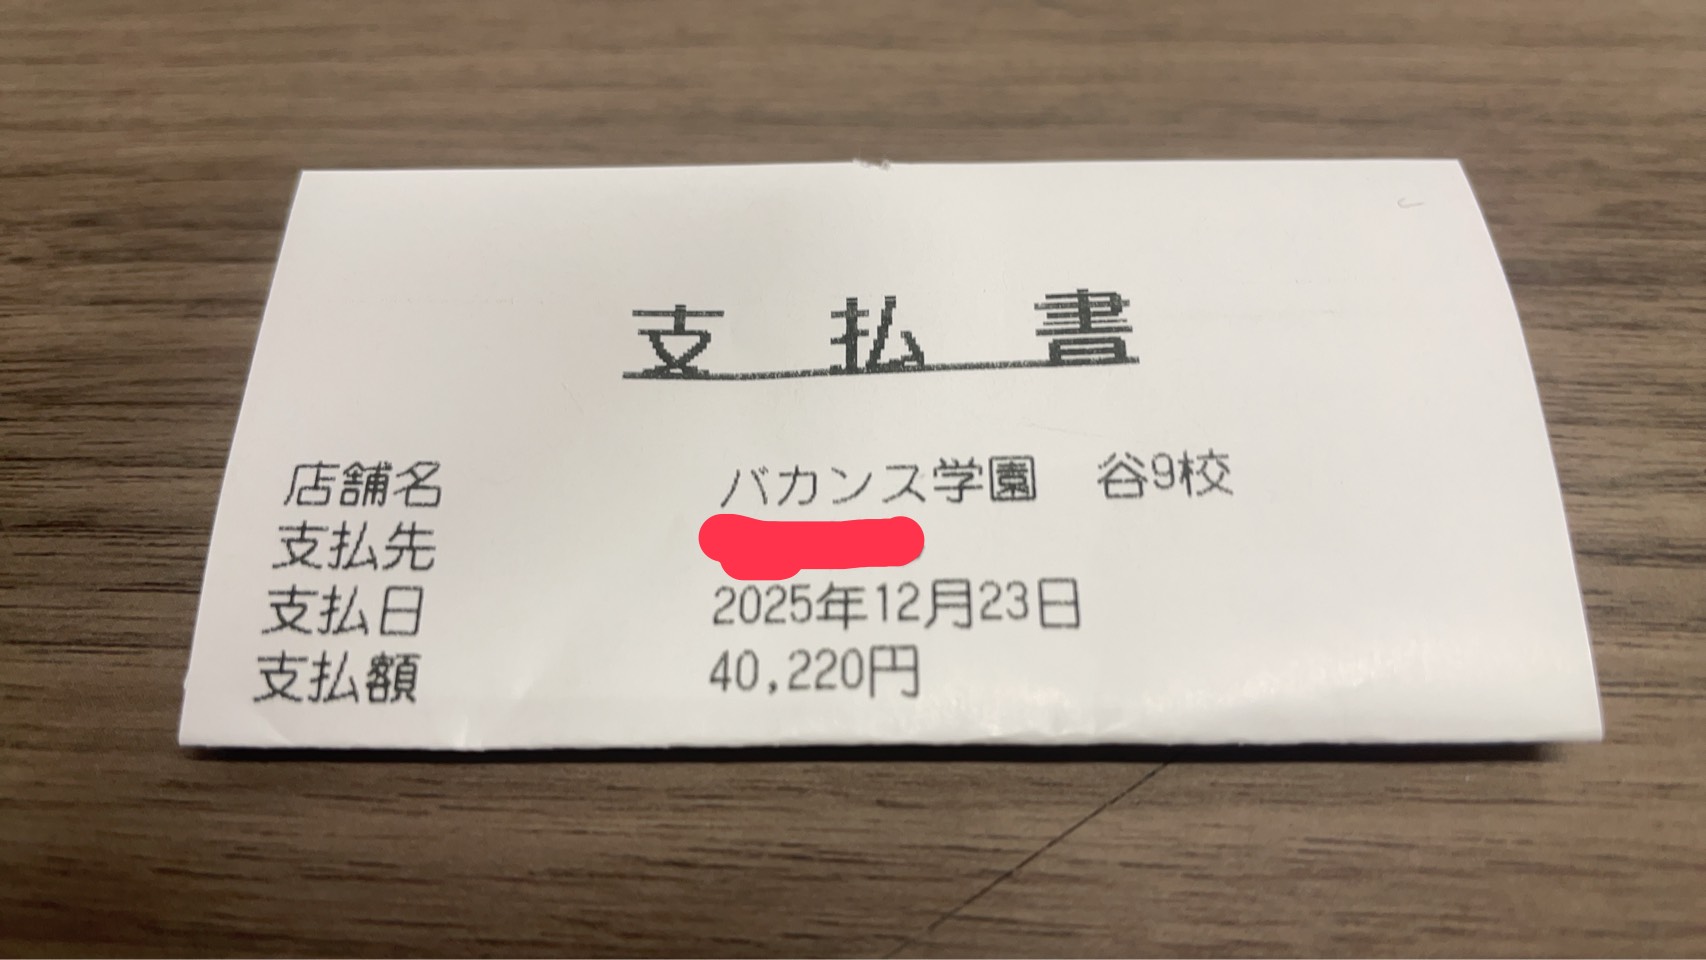 支払書
店舗名 バカンス学園 谷9校
支払先
支払日 2025年12月23日
支払額 40,220円